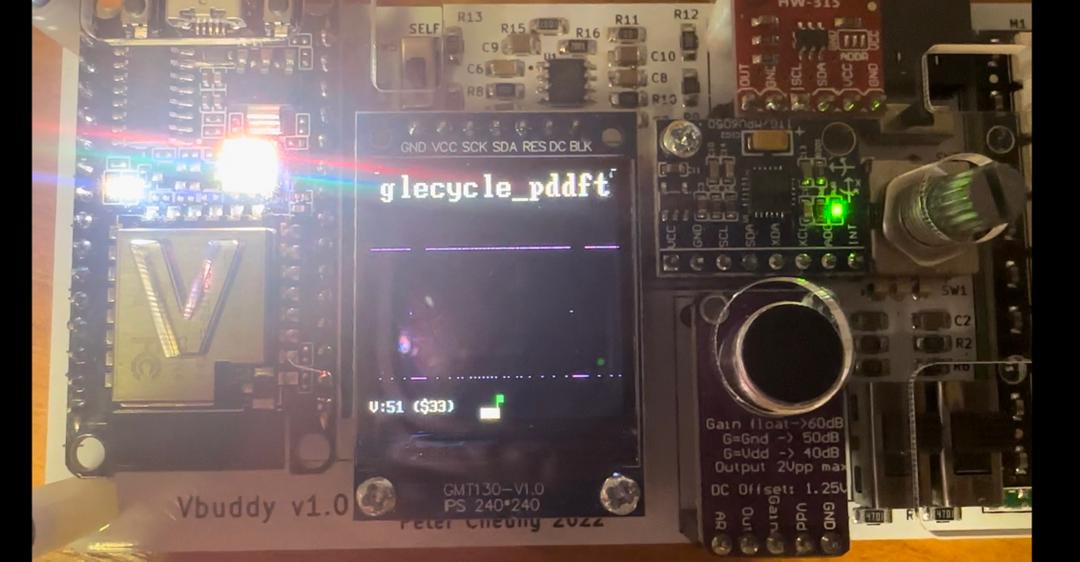 SELF
R13
R15
R11
R12
R16
C9
C10
C6
U1
C8
R8
R10
HW-315
M1
OUT
GND
SCL
SDA
VCC
GND
ADDR
GND VCC SCK SDA RES DC BLK
glecycle_pddft
V:51 ($33)
GMT130-V1.0
IPS 240*240
VCC
GND
SCL
SDA
XDA
XCL
ADO
INT
SW1
C2
R2
R6
Gain float->60dB
G=Gnd -> 50dB
G=Vdd -> 40dB
Output 2Vpp max
DC Offset: 1.25V
AR
Out
Gain
Vdd
GND
V
Vbuddy v1.0
Peter Cheung 2022